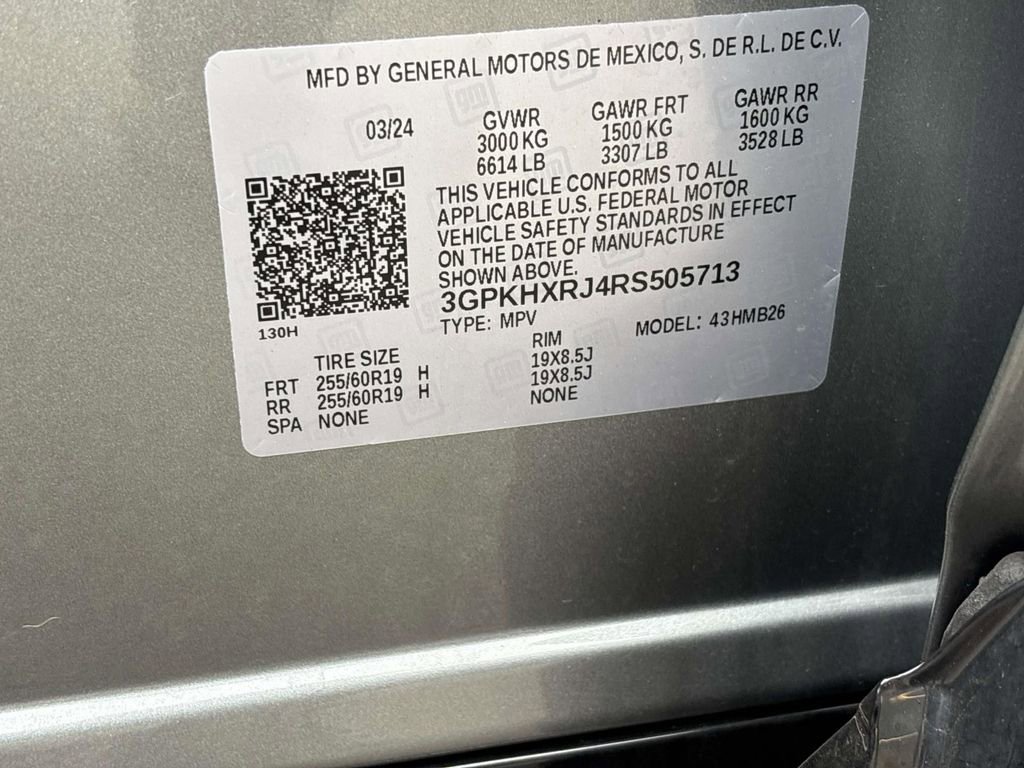 MFD BY GENERAL MOTORS DE MEXICO, S. DE R.L. DE C.V.
03/24 GVWR GAWR FRT GAWR RR
3000 KG 1500 KG 1600 KG
6614 LB 3307 LB 3528 LB
THIS VEHICLE CONFORMS TO ALL
APPLICABLE U.S. FEDERAL MOTOR
VEHICLE SAFETY STANDARDS IN EFFECT
ON THE DATE OF MANUFACTURE
SHOWN ABOVE.
3GPKHXRJ4RS505713
130H TYPE: MPV MODEL: 43HMB26
TIRE SIZE RIM
FRT 255/60R19 H 19X8.5J
RR 255/60R19 H 19X8.5J
SPA NONE NONE